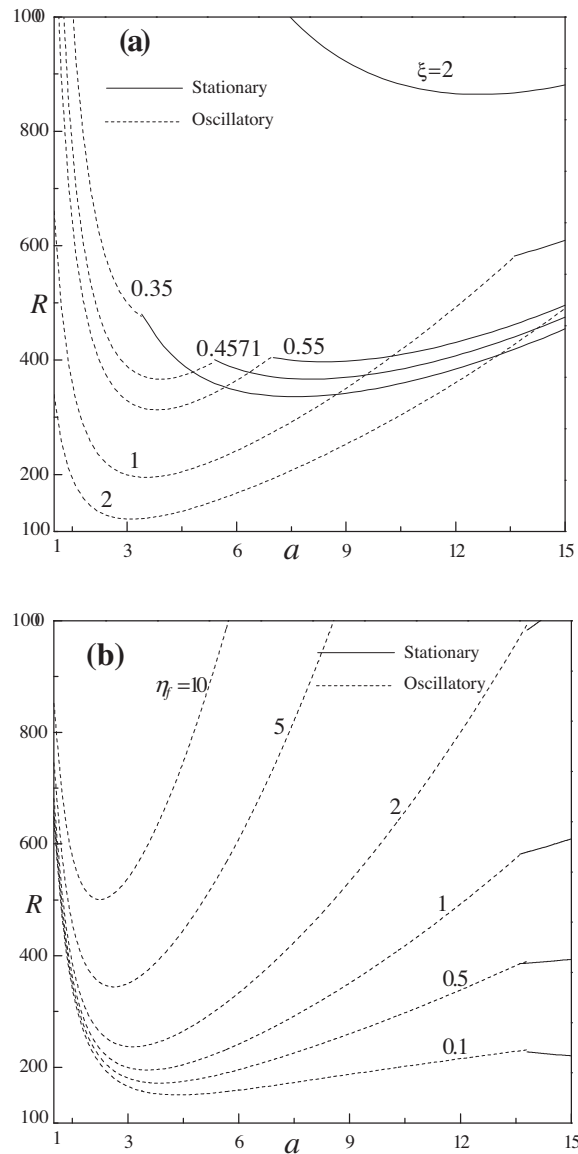 1000
(a)
ξ=2
Stationary
Oscillatory
800
600
R
0.35
0.4571
0.55
400
1
200
2
100
1
3
6
9
12
15
a
1000
(b)
Stationary
η_f=10
Oscillatory
5
800
2
600
1
R
400
0.5
0.1
200
100
1
3
6
9
12
15
a